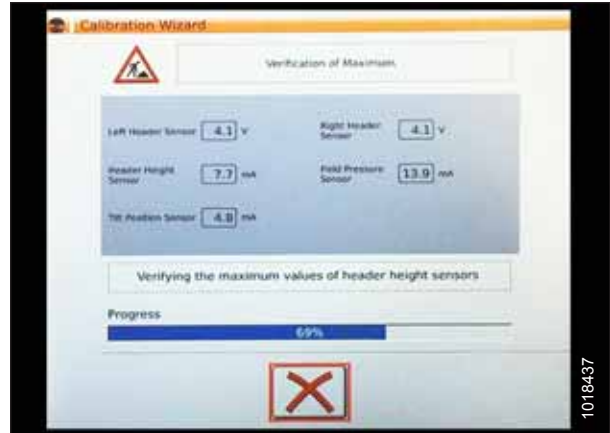 Calibration Wizard
Verification of Maximum
Left Header Sensor 4.1 V
Right Header
Sensor 4.1 V
Header Height
Sensor 7.7 mA
Field Pressure
Sensor 13.9 mA
Tilt Position Sensor 4.8 mA
Verifying the maximum values of header height sensors
Progress
69%
1018437